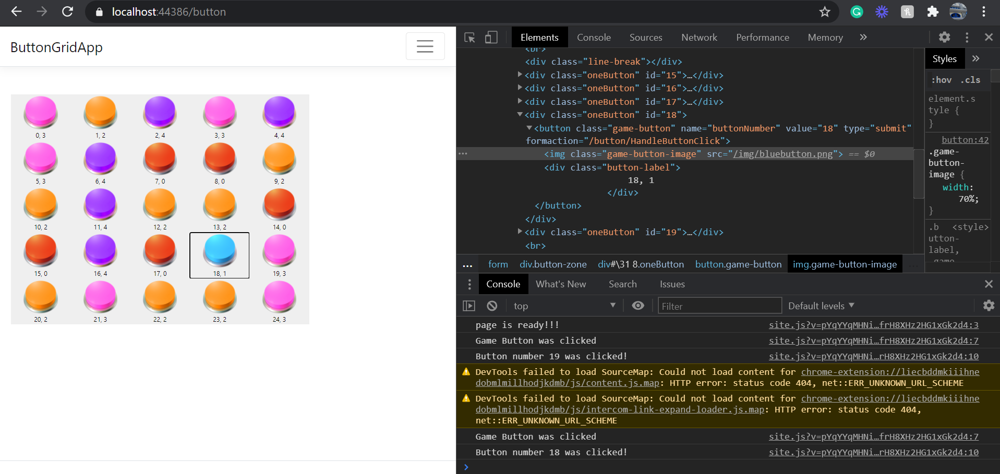 localhost:44386/button
ButtonGridApp
0, 3 1, 2 2, 4 3, 3 4, 4
5, 3 6, 4 7, 0 8, 0 9, 2
10, 2 11, 4 12, 2 13, 2 14, 0
15, 0 16, 4 17, 0 18, 1 19, 3
20, 2 21, 3 22, 2 23, 2 24, 3
Elements Console Sources Network Performance Memory »
<br>
<div class="line-break"></div>
<div class="oneButton" id="15">…</div>
<div class="oneButton" id="16">…</div>
<div class="oneButton" id="17">…</div>
<div class="oneButton" id="18">
<button class="game-button" name="buttonNumber" value="18" type="submit"
formaction="/button/HandleButtonClick">
<img class="game-button-image" src="/img/bluebutton.png"> == $0
<div class="button-label">
18, 1
</div>
</button>
</div>
<div class="oneButton" id="19">…</div>
<br>
... form div.button-zone div#\31 8.oneButton button.game-button img.game-button-image ...
Styles »
:hov .cls
element.s
tyle {
}
button:42
.game-
button-
image {
width:
70%;
}
.b <style>
utton-
label,
.game
Console What's New Search Issues
top Filter Default levels
page is ready!!! site.js?v=pYqYYqMHNi…frH8XHz2HG1xGk2d4:3
Game Button was clicked site.js?v=pYqYYqMHNi…frH8XHz2HG1xGk2d4:7
Button number 19 was clicked! site.js?v=pYqYYqMHNi…rH8XHz2HG1xGk2d4:10
DevTools failed to load SourceMap: Could not load content for chrome-extension://liecbddmkiiihne
dobmlmillhodjkdmb/js/content.js.map: HTTP error: status code 404, net::ERR_UNKNOWN_URL_SCHEME
DevTools failed to load SourceMap: Could not load content for chrome-extension://liecbddmkiiihne
dobmlmillhodjkdmb/js/intercom-link-expand-loader.js.map: HTTP error: status code 404,
net::ERR_UNKNOWN_URL_SCHEME
Game Button was clicked site.js?v=pYqYYqMHNi…frH8XHz2HG1xGk2d4:7
Button number 18 was clicked! site.js?v=pYqYYqMHNi…rH8XHz2HG1xGk2d4:10